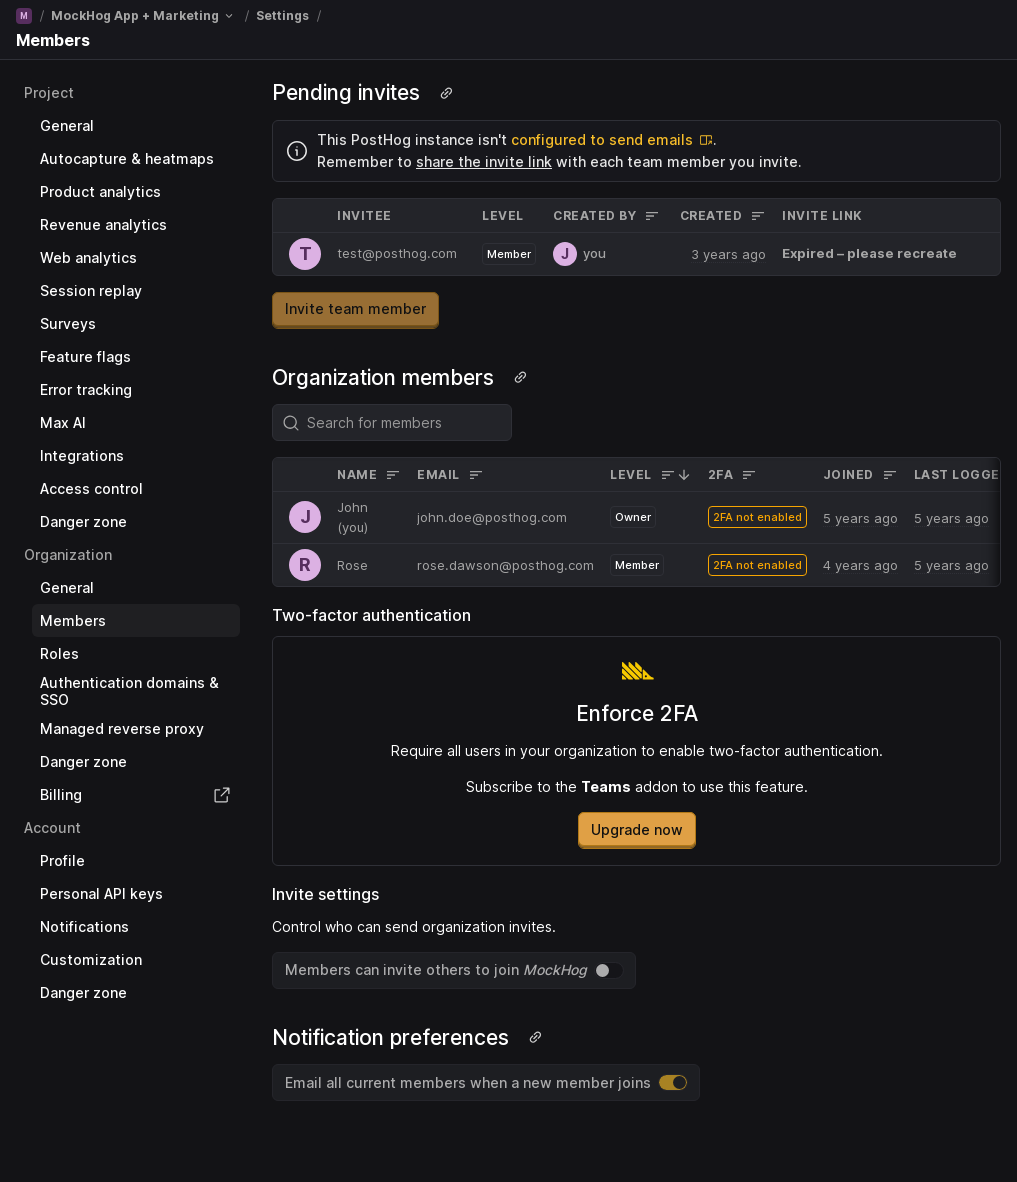 M / MockHog App + Marketing / Settings /
Members
Project
General
Autocapture & heatmaps
Product analytics
Revenue analytics
Web analytics
Session replay
Surveys
Feature flags
Error tracking
Max AI
Integrations
Access control
Danger zone
Organization
General
Members
Roles
Authentication domains &
SSO
Managed reverse proxy
Danger zone
Billing
Account
Profile
Personal API keys
Notifications
Customization
Danger zone
Pending invites
This PostHog instance isn't configured to send emails.
Remember to share the invite link with each team member you invite.
INVITEE LEVEL CREATED BY CREATED INVITE LINK
T test@posthog.com Member J you 3 years ago Expired – please recreate
Invite team member
Organization members
Search for members
NAME EMAIL LEVEL 2FA JOINED LAST LOGGE
J John (you) john.doe@posthog.com Owner 2FA not enabled 5 years ago 5 years ago
R Rose rose.dawson@posthog.com Member 2FA not enabled 4 years ago 5 years ago
Two-factor authentication
Enforce 2FA
Require all users in your organization to enable two-factor authentication.
Subscribe to the Teams addon to use this feature.
Upgrade now
Invite settings
Control who can send organization invites.
Members can invite others to join MockHog
Notification preferences
Email all current members when a new member joins